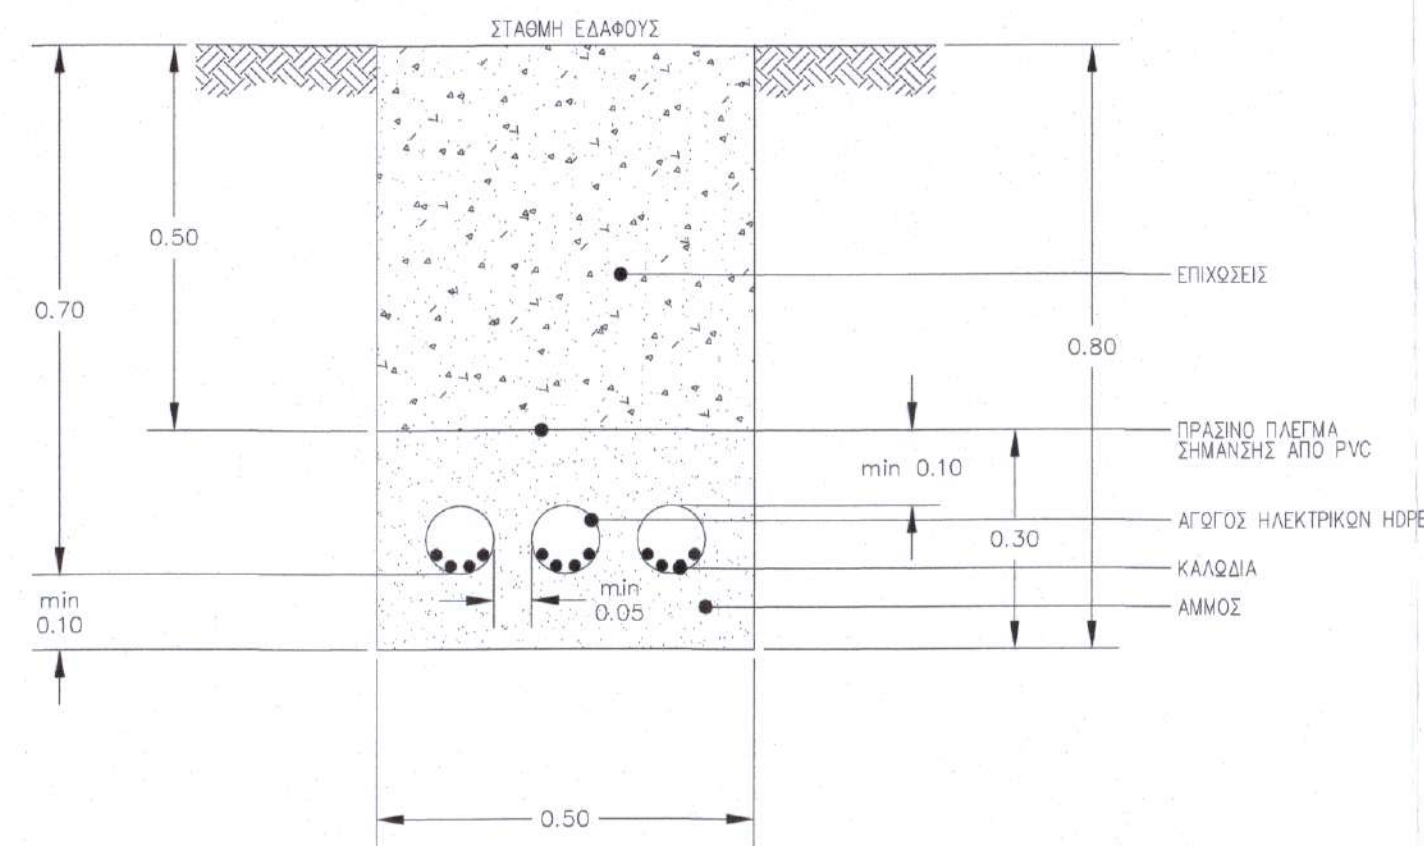 ΣΤΑΘΜΗ ΕΔΑΦΟΥΣ
0.50
ΕΠΙΧΩΣΕΙΣ
0.70
0.80
ΠΡΑΣΙΝΟ ΠΛΕΓΜΑ
ΣΗΜΑΝΣΗΣ ΑΠΟ PVC
min 0.10
ΑΓΩΓΟΣ ΗΛΕΚΤΡΙΚΩΝ HDPE
0.30
ΚΑΛΩΔΙΑ
min
0.10
min
0.05
ΑΜΜΟΣ
0.50